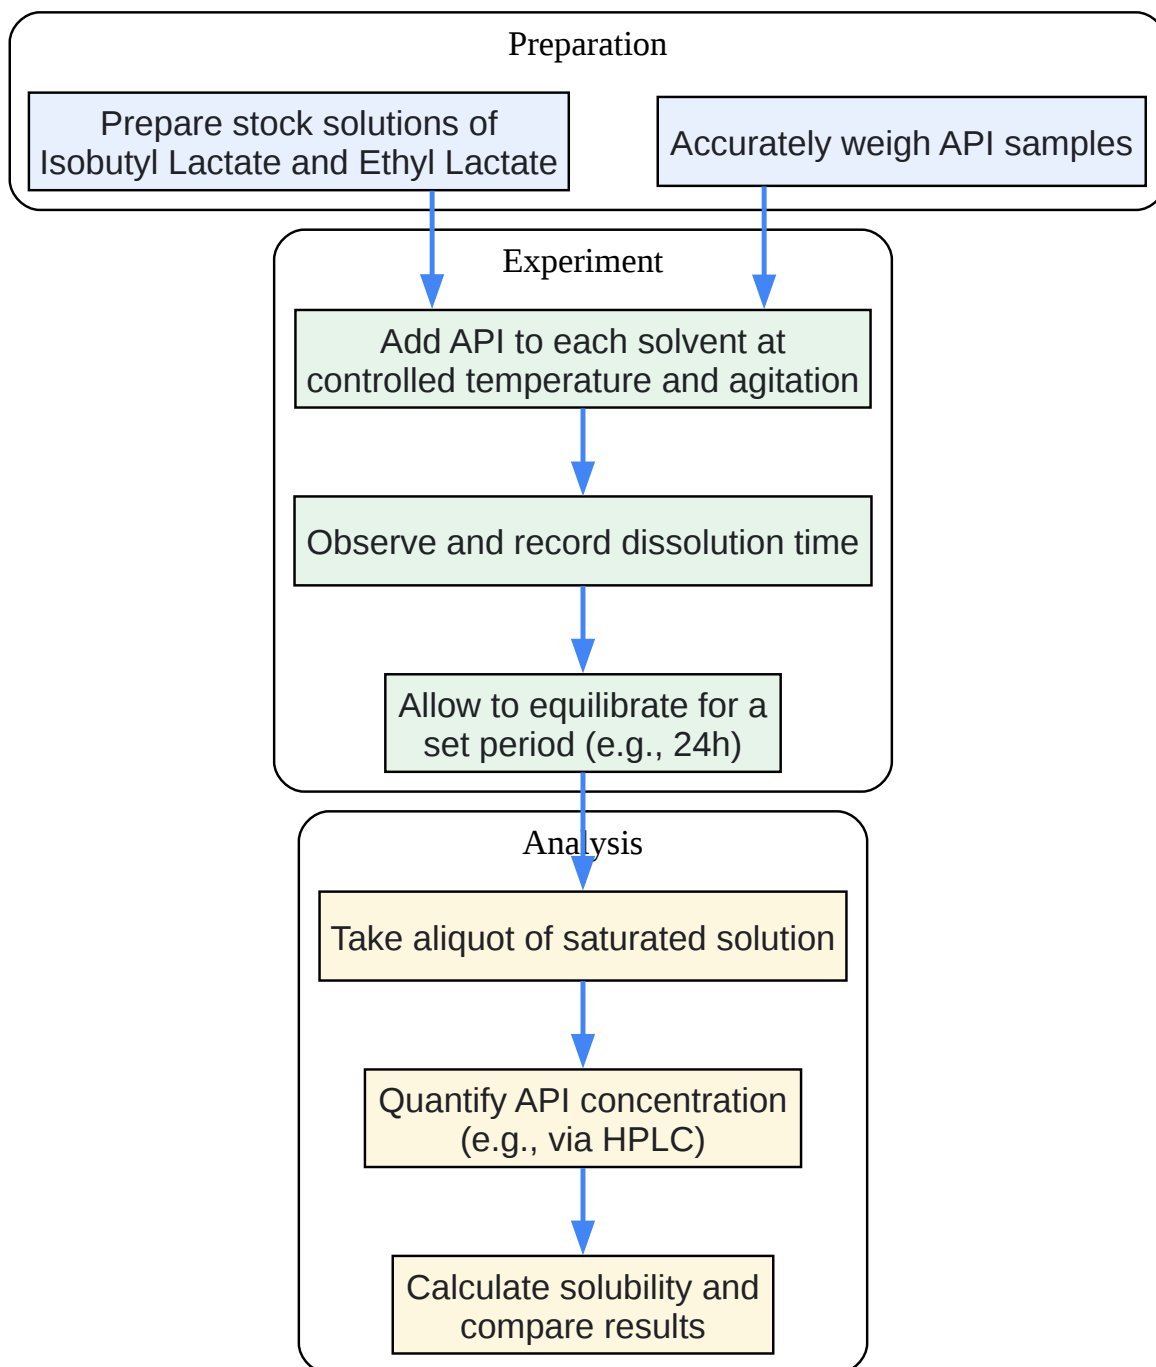 Preparation
Prepare stock solutions of
Isobutyl Lactate and Ethyl Lactate
Accurately weigh API samples
Experiment
Add API to each solvent at
controlled temperature and agitation
Observe and record dissolution time
Allow to equilibrate for a
set period (e.g., 24h)
Analysis
Take aliquot of saturated solution
Quantify API concentration
(e.g., via HPLC)
Calculate solubility and
compare results